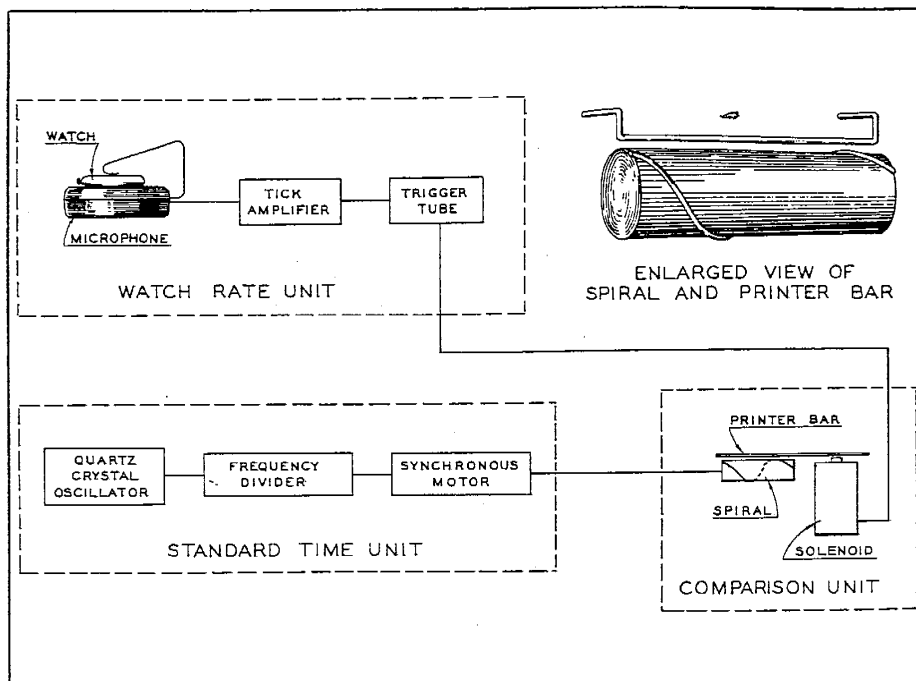 WATCH
MICROPHONE
TICK
AMPLIFIER
TRIGGER
TUBE
WATCH RATE UNIT
ENLARGED VIEW OF
SPIRAL AND PRINTER BAR
QUARTZ
CRYSTAL
OSCILLATOR
FREQUENCY
DIVIDER
SYNCHRONOUS
MOTOR
STANDARD TIME UNIT
PRINTER BAR
SPIRAL
SOLENOID
COMPARISON UNIT